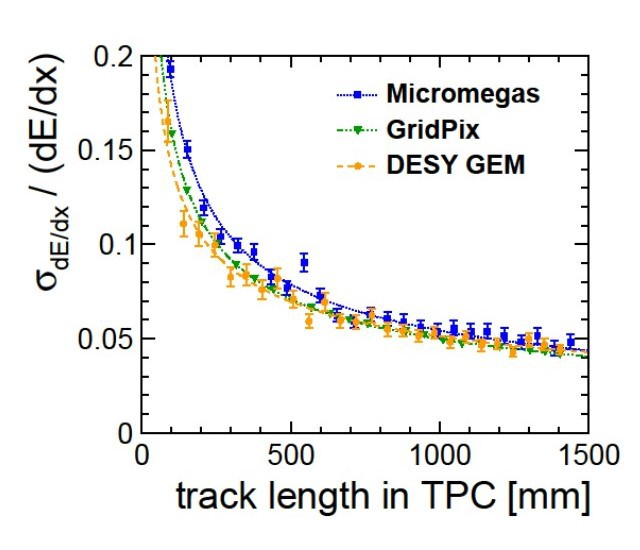 σdE/dx / (dE/dx)
0.2
0.15
0.1
0.05
0
Micromegas
GridPix
DESY GEM
0 500 1000 1500
track length in TPC [mm]